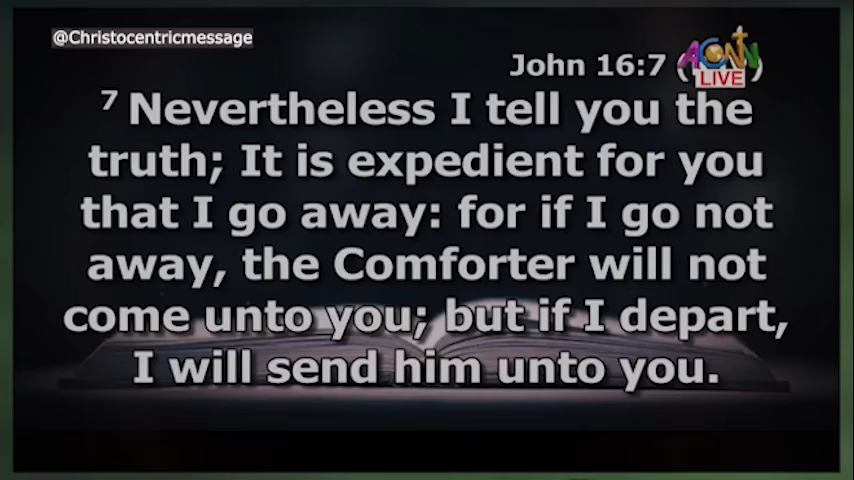 @Christocentricmessage
John 16:7 (
ACNN
LIVE
)
7 Nevertheless I tell you the
truth; It is expedient for you
that I go away: for if I go not
away, the Comforter will not
come unto you; but if I depart,
I will send him unto you.